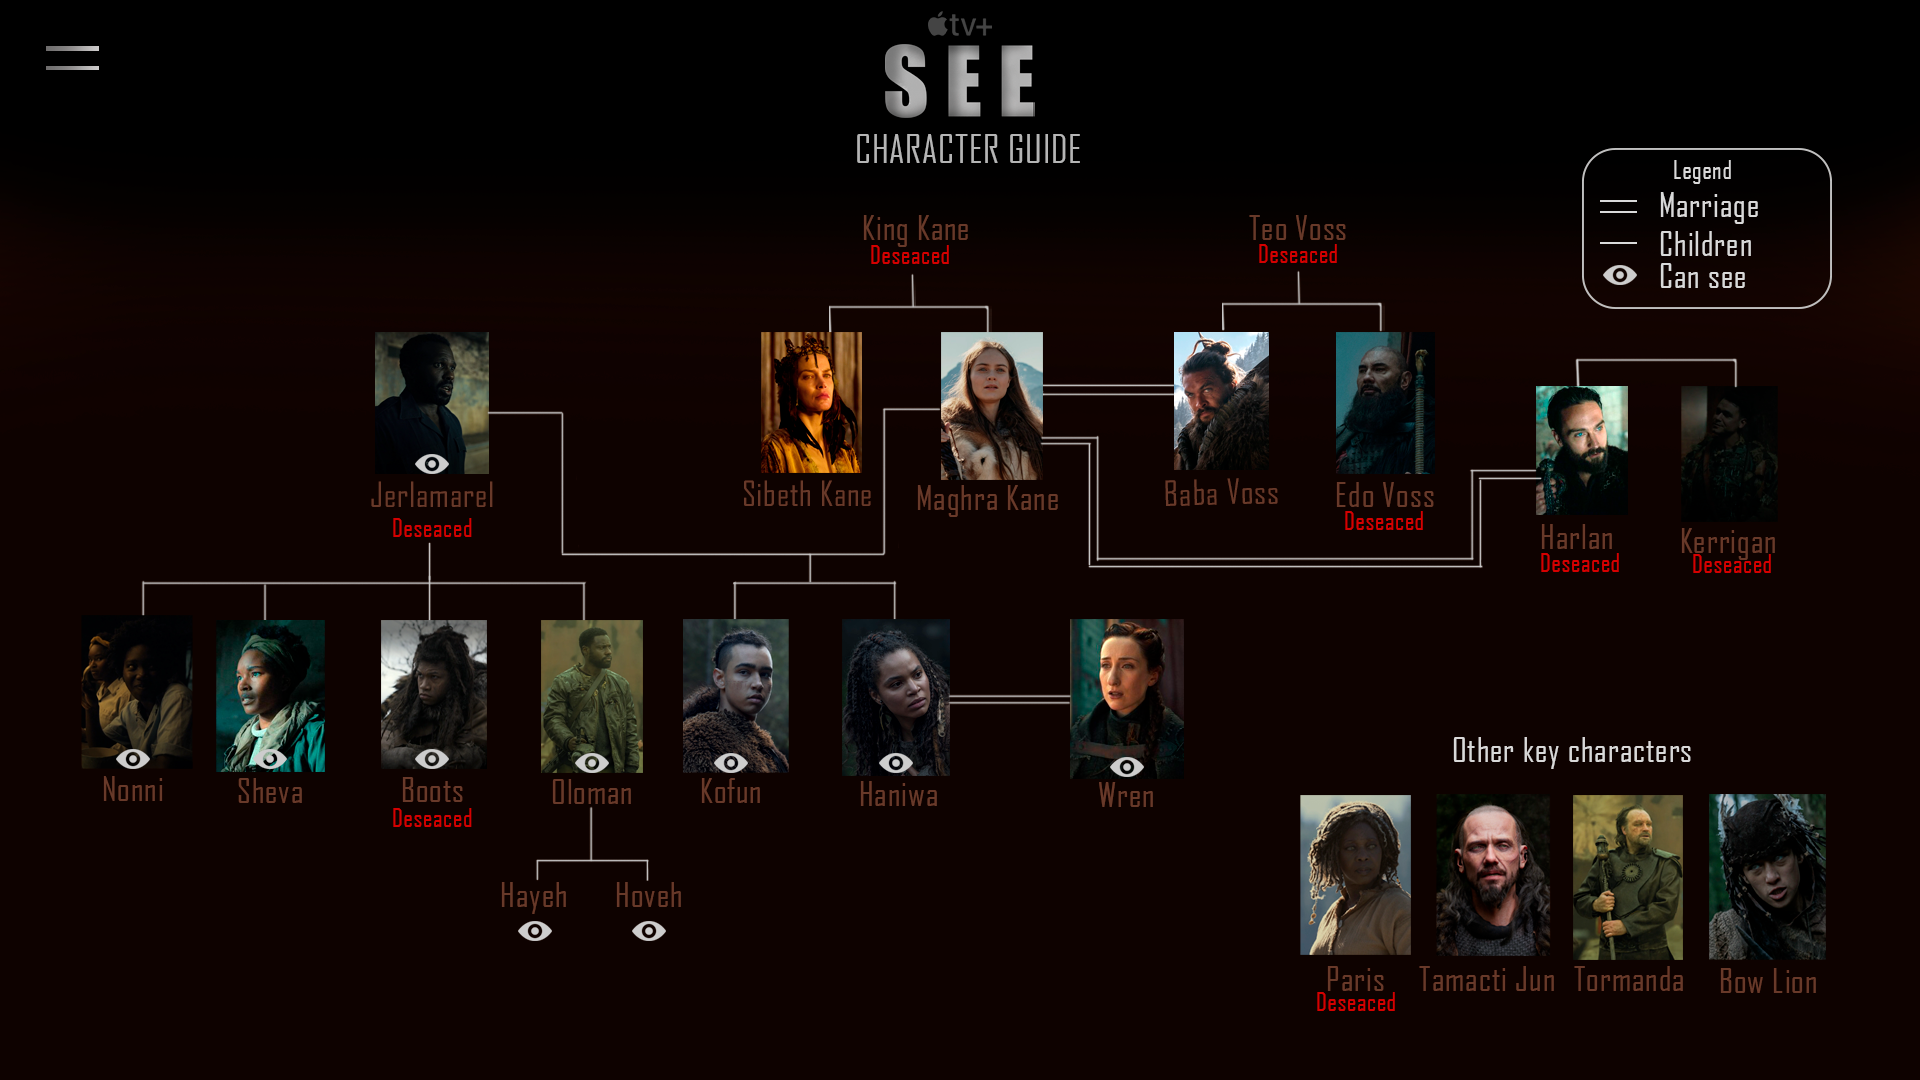 tv+
SEE
CHARACTER GUIDE
Legend
Marriage
Children
Can see
King Kane
Deseaced
Teo Voss
Deseaced
Jerlamarel
Deseaced
Sibeth Kane
Maghra Kane
Baba Voss
Edo Voss
Deseaced
Harlan
Deseaced
Kerrigan
Deseaced
Nonni
Sheva
Boots
Deseaced
Oloman
Kofun
Haniwa
Wren
Hayeh
Hoveh
Other key characters
Paris
Deseaced
Tamacti Jun
Tormanda
Bow Lion